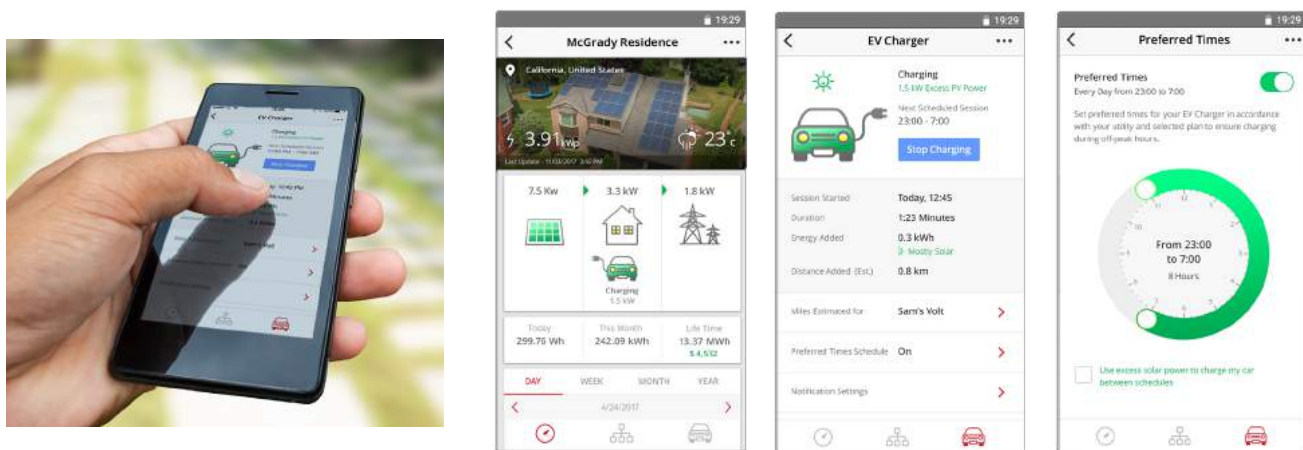 EV Charger
Charging
19:29
McGrady Residence
California, United States
3.91kWp
23°c
Last Update - 11/03/2017 3:45 PM
7.5 Kw
3.3 kW
1.8 kW
Charging
1.5 kW
Today
299.76 Wh
This Month
242.09 kWh
Life Time
13.37 MWh
$ 4,532
DAY
WEEK
MONTH
YEAR
4/24/2017
19:29
EV Charger
Charging
1.5 kW Excess PV Power
Next Scheduled Session
23:00 - 7:00
Stop Charging
Session Started Today, 12:45
Duration 1:23 Minutes
Energy Added 0.3 kWh
Mostly Solar
Distance Added (Est.) 0.8 km
Miles Estimated for Sam's Volt
Preferred Times Schedule On
Notification Settings
19:29
Preferred Times
Preferred Times
Every Day from 23:00 to 7:00
Set preferred times for your EV Charger in accordance
with your utility and selected plan to ensure charging
during off-peak hours.
From 23:00
to 7:00
8 Hours
Use excess solar power to charge my car
between schedules